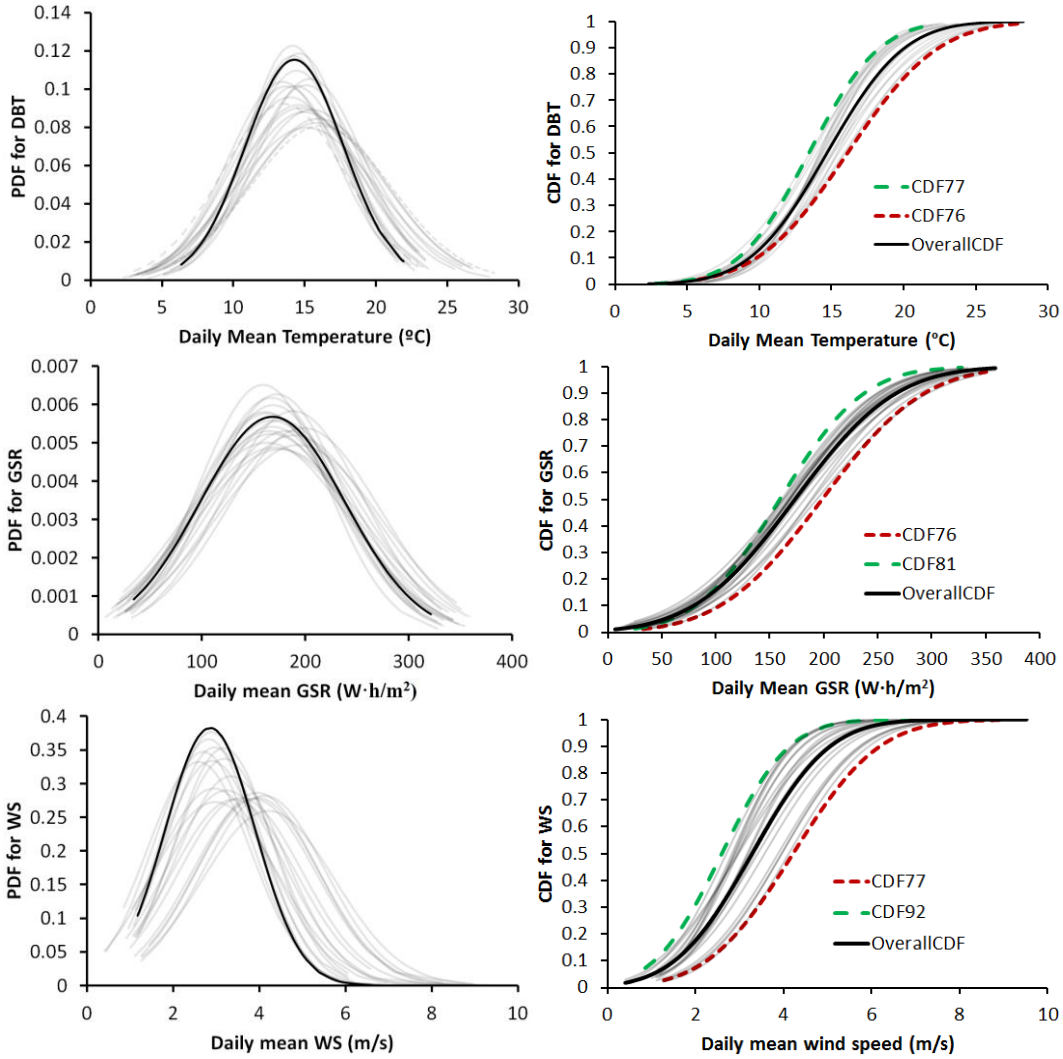 PDF for DBT
0.14
0.12
0.1
0.08
0.06
0.04
0.02
0
0 5 10 15 20 25 30
Daily Mean Temperature (ºC)
CDF for DBT
1
0.9
0.8
0.7
0.6
0.5
0.4
0.3
0.2
0.1
0
CDF77
CDF76
OverallCDF
0 5 10 15 20 25 30
Daily Mean Temperature (°C)
PDF for GSR
0.007
0.006
0.005
0.004
0.003
0.002
0.001
0
0 100 200 300 400
Daily mean GSR (W·h/m²)
CDF for GSR
1
0.9
0.8
0.7
0.6
0.5
0.4
0.3
0.2
0.1
0
CDF76
CDF81
OverallCDF
0 50 100 150 200 250 300 350 400
Daily Mean GSR (W·h/m²)
PDF for WS
0.4
0.35
0.3
0.25
0.2
0.15
0.1
0.05
0
0 2 4 6 8 10
Daily mean WS (m/s)
CDF for WS
1
0.9
0.8
0.7
0.6
0.5
0.4
0.3
0.2
0.1
0
CDF77
CDF92
OverallCDF
0 2 4 6 8 10
Daily mean wind speed (m/s)